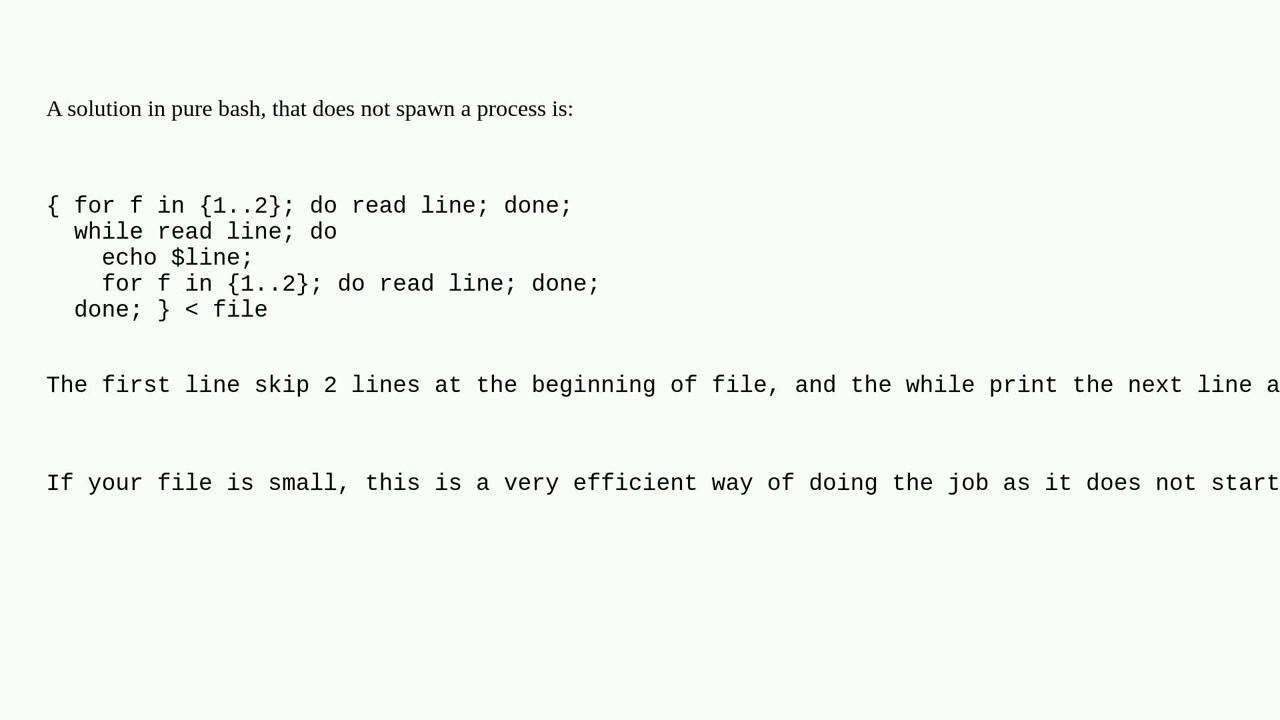 A solution in pure bash, that does not spawn a process is:
{ for f in {1..2}; do read line; done;
  while read line; do
    echo $line;
    for f in {1..2}; do read line; done;
  done; } < file
The first line skip 2 lines at the beginning of file, and the while print the next line a
If your file is small, this is a very efficient way of doing the job as it does not start